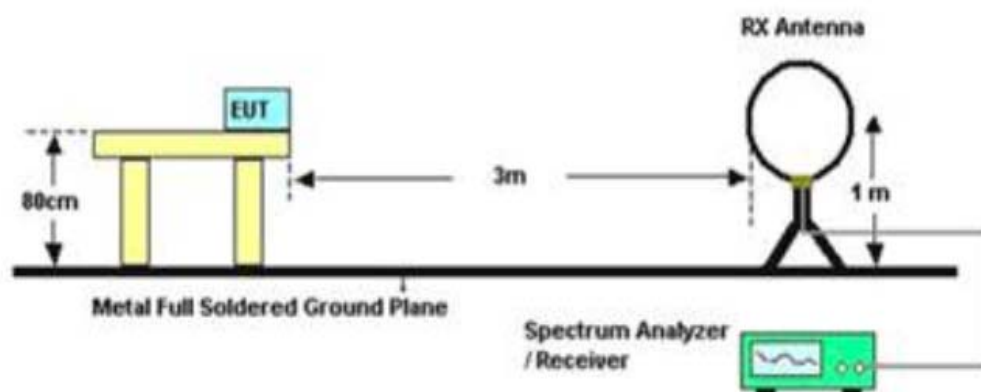 RX Antenna
EUT
80cm
3m
1 m
Metal Full Soldered Ground Plane
Spectrum Analyzer
/ Receiver